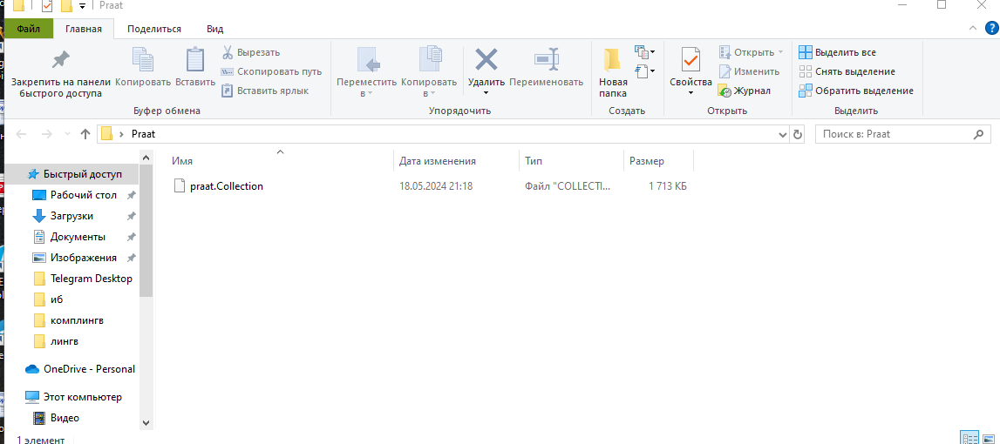 Praat
Файл Главная Поделиться Вид
Закрепить на панели быстрого доступа
Копировать
Вставить
Вырезать
Скопировать путь
Вставить ярлык
Буфер обмена
Переместить в
Копировать в
Удалить
Переименовать
Упорядочить
Новая папка
Создать
Свойства
Открыть
Изменить
Журнал
Открыть
Выделить все
Снять выделение
Обратить выделение
Выделить
Praat
Поиск в: Praat
Имя Дата изменения Тип Размер
praat.Collection 18.05.2024 21:18 Файл "COLLECTI... 1 713 КБ
Быстрый доступ
Рабочий стол
Загрузки
Документы
Изображения
Telegram Desktop
иб
комплингв
лингв
OneDrive - Personal
Этот компьютер
Видео
1 элемент